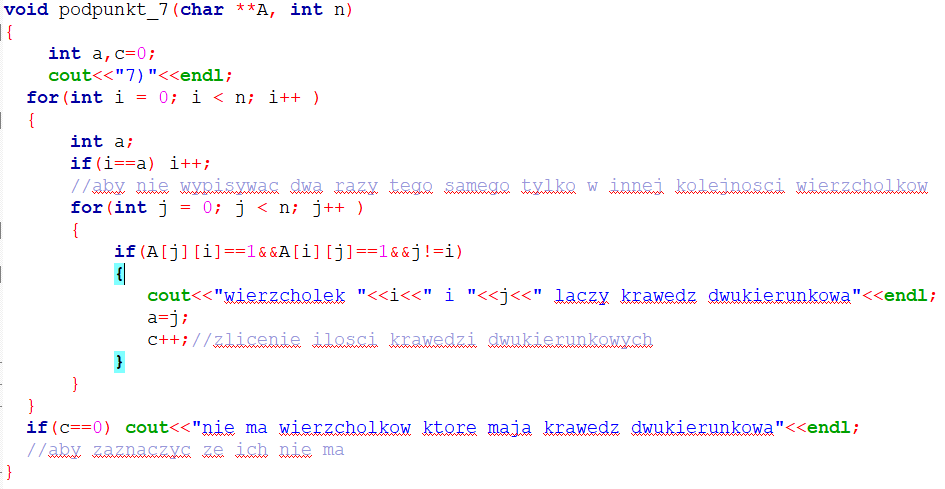 void podpunkt_7(char **A, int n)
{
    int a,c=0;
    cout<<"7)"<<endl;
  for(int i = 0; i < n; i++ )
  {
      int a;
      if(i==a) i++;
      //aby nie wypisywac dwa razy tego samego tylko w innej kolejnosci wierzcholkow
      for(int j = 0; j < n; j++ )
      {
          if(A[j][i]==1&&A[i][j]==1&&j!=i)
          {
             cout<<"wierzcholek "<<i<<" i "<<j<<" laczy krawedz dwukierunkowa"<<endl;
             a=j;
             c++;//zlicenie ilosci krawedzi dwukierunkowych
          }
      }
  }
  if(c==0) cout<<"nie ma wierzcholkow ktore maja krawedz dwukierunkowa"<<endl;
  //aby zaznaczyc ze ich nie ma
}